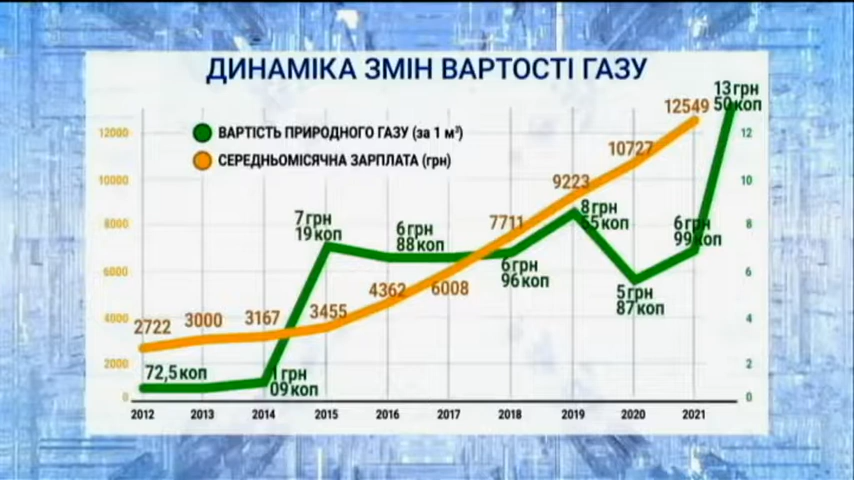 ДИНАМІКА ЗМІН ВАРТОСТІ ГАЗУ
ВАРТІСТЬ ПРИРОДНОГО ГАЗУ (за 1 м³)
СЕРЕДНЬОМІСЯЧНА ЗАРПЛАТА (грн)
12000
10000
8000
6000
4000
2000
0
12
10
8
6
4
2
0
2722
3000
3167
3455
4362
6008
7711
9223
10727
12549
72,5 коп
1 грн
09 коп
7 грн
19 коп
6 грн
88 коп
6 грн
96 коп
8 грн
55 коп
5 грн
87 коп
6 грн
99 коп
13 грн
50 коп
2012
2013
2014
2015
2016
2017
2018
2019
2020
2021